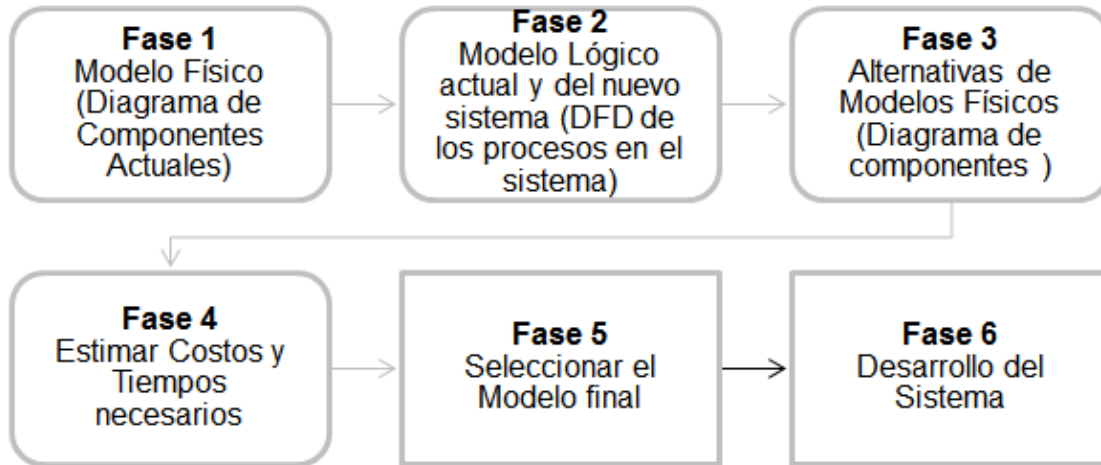 Fase 1
Modelo Físico
(Diagrama de
Componentes
Actuales)
Fase 2
Modelo Lógico
actual y del nuevo
sistema (DFD de
los procesos en el
sistema)
Fase 3
Alternativas de
Modelos Físicos
(Diagrama de
componentes )
Fase 4
Estimar Costos y
Tiempos
necesarios
Fase 5
Seleccionar el
Modelo final
Fase 6
Desarrollo del
Sistema